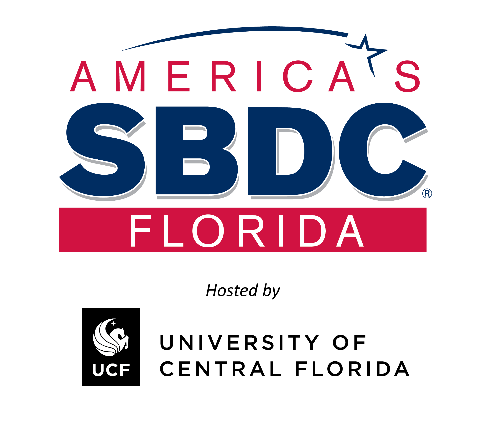 AMERICA'S
SBDC®
FLORIDA
Hosted by
UCF
UNIVERSITY OF
CENTRAL FLORIDA